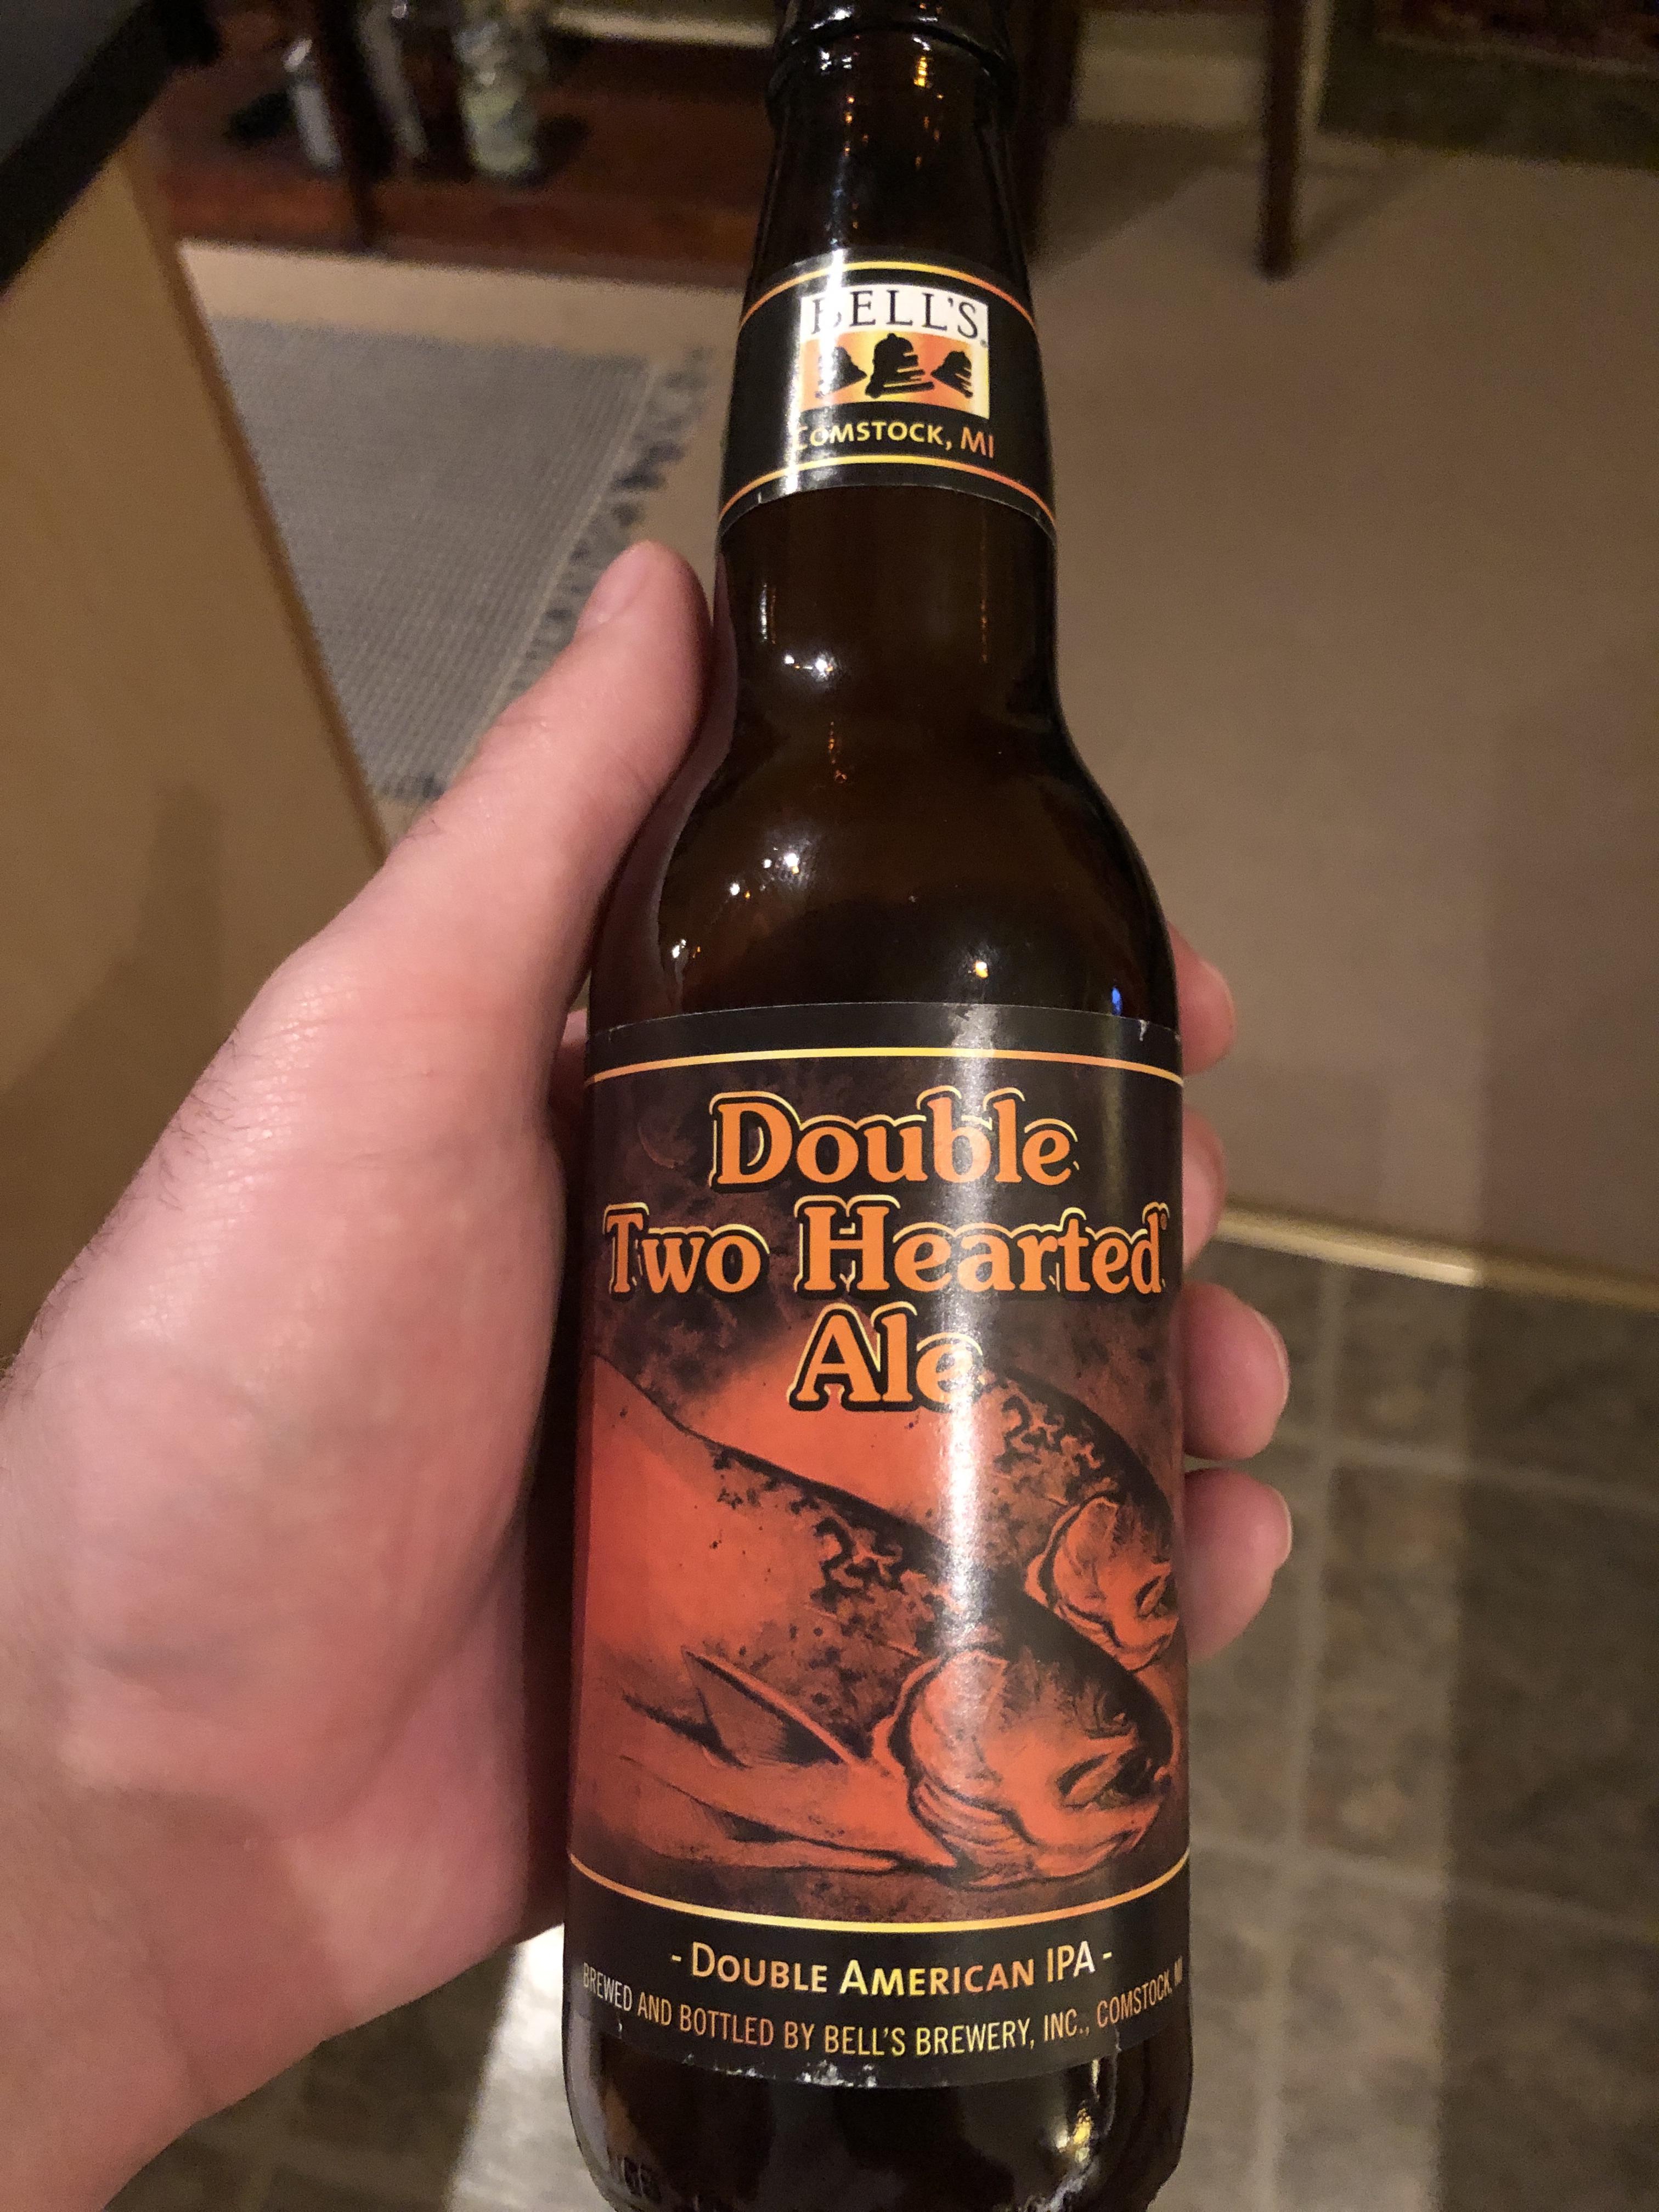 BELL'S®
COMSTOCK, MI
Double
Two Hearted®
Ale
- DOUBLE AMERICAN IPA -
BREWED AND BOTTLED BY BELL'S BREWERY, INC., COMSTOCK, MI